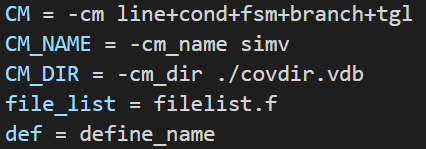 CM = -cm line+cond+fsm+branch+tgl
CM_NAME = -cm_name simv
CM_DIR = -cm_dir ./covdir.vdb
file_list = filelist.f
def = define_name